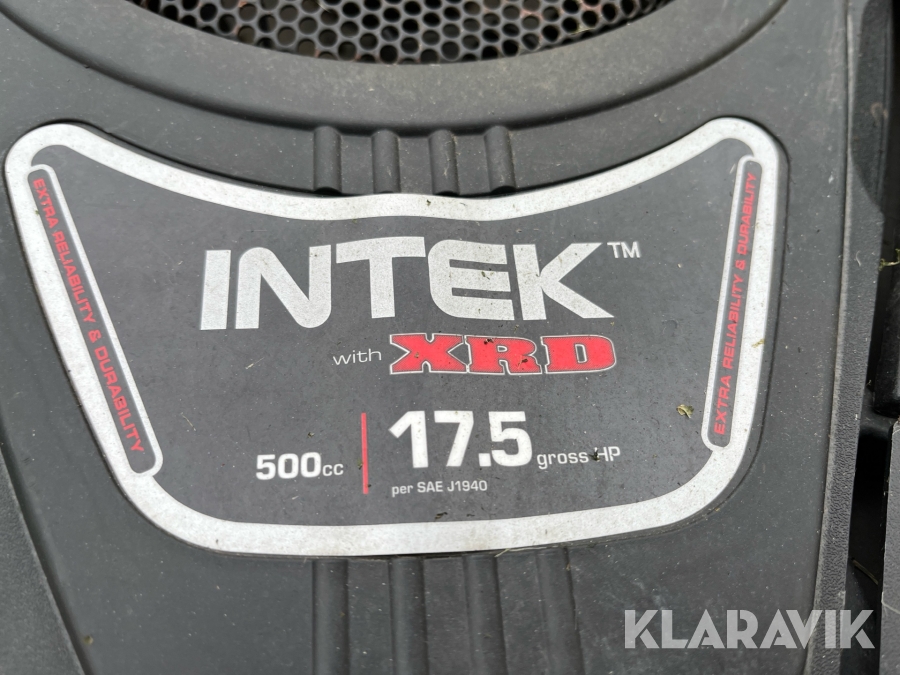 INTEK™
with XRD
EXTRA RELIABILITY & DURABILITY
EXTRA RELIABILITY & DURABILITY
500cc
17.5 gross HP
per SAE J1940
KLARAVIK